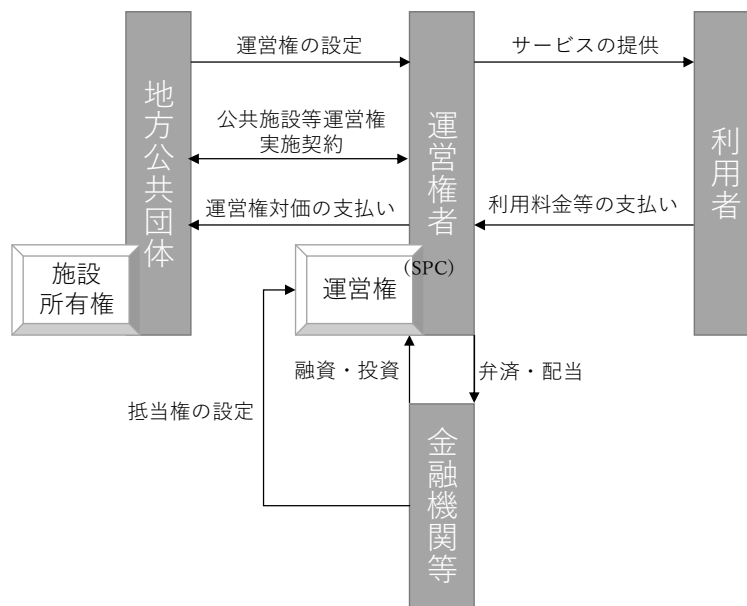 運営権の設定
サービスの提供
地方公共団体
公共施設等運営権
実施契約
運営権者
(SPC)
利用者
運営権対価の支払い
利用料金等の支払い
施設
所有権
運営権
融資・投資
弁済・配当
抵当権の設定
金融機関等